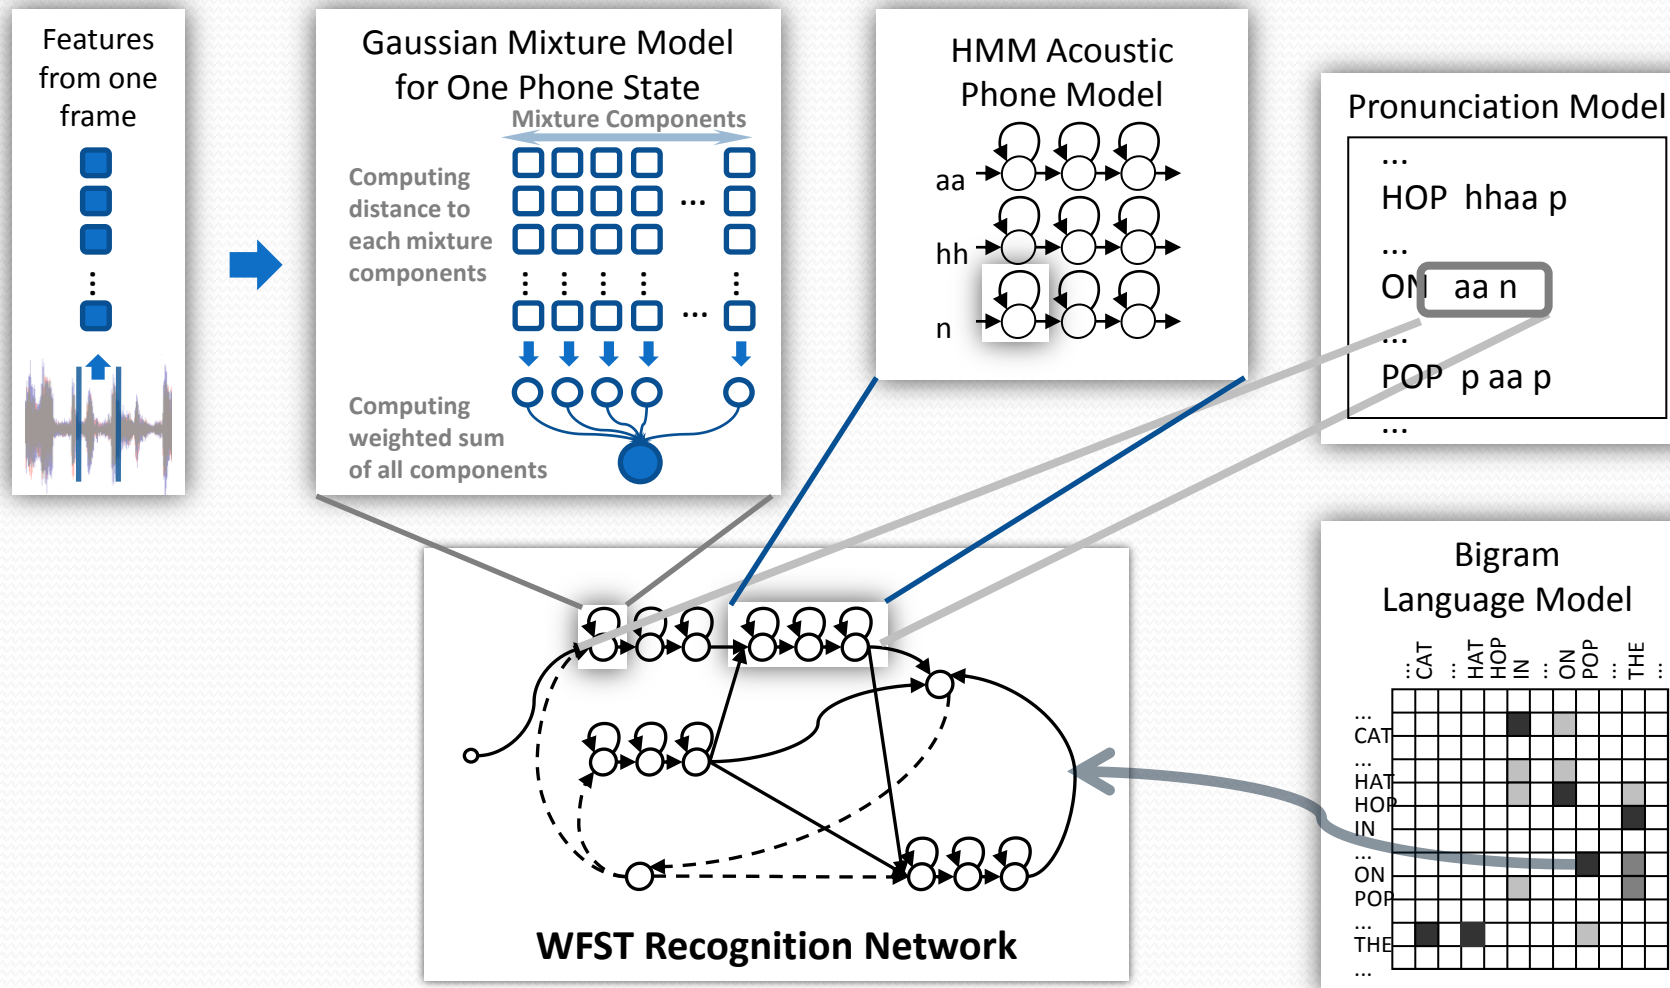 Features
from one
frame
...
Gaussian Mixture Model
for One Phone State
Mixture Components
Computing
distance to
each mixture
components
...
...
Computing
weighted sum
of all components
HMM Acoustic
Phone Model
aa
hh
n
Pronunciation Model
...
HOP hhaa p
...
ON aa n
...
POP p aa p
...
WFST Recognition Network
Bigram
Language Model
... CAT ... HAT HOP IN ... ON POP ... THE ...
...
CAT
...
HAT
HOP
IN
...
ON
POP
...
THE
...